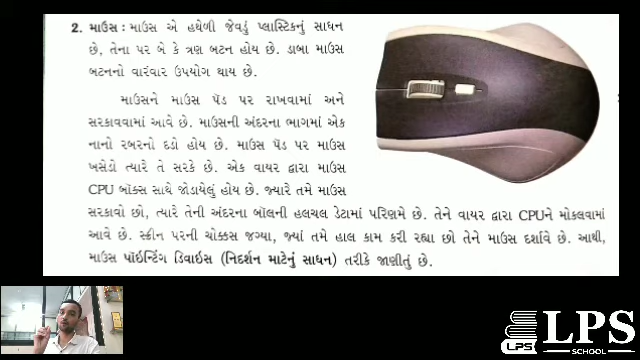 2. માઉસ : માઉસ એ હથેળી જેવડું પ્લાસ્ટિકનું સાધન
છે, તેના પર બે કે ત્રણ બટન હોય છે. ડાબા માઉસ
બટનનો વારંવાર ઉપયોગ થાય છે.
માઉસને માઉસ પૅડ પર રાખવામાં અને
સરકાવવામાં આવે છે. માઉસની અંદરના ભાગમાં એક
નાનો રબરનો દડો હોય છે. માઉસ પૅડ પર માઉસ
ખસેડો ત્યારે તે સરકે છે. એક વાયર દ્વારા માઉસ
CPU બૉક્સ સાથે જોડાયેલું હોય છે. જ્યારે તમે માઉસ
સરકાવો છો, ત્યારે તેની અંદરના બૉલની હલચલ ડેટામાં પરિણમે છે. તેને વાયર દ્વારા CPUને મોકલવામાં
આવે છે. સ્ક્રીન પરની ચોક્કસ જગ્યા, જ્યાં તમે હાલ કામ કરી રહ્યા છો તેને માઉસ દર્શાવે છે. આથી,
માઉસ પૉઇન્ટિંગ ડિવાઇસ (નિદર્શન માટેનું સાધન) તરીકે જાણીતું છે.
LPS
LPS
SCHOOL